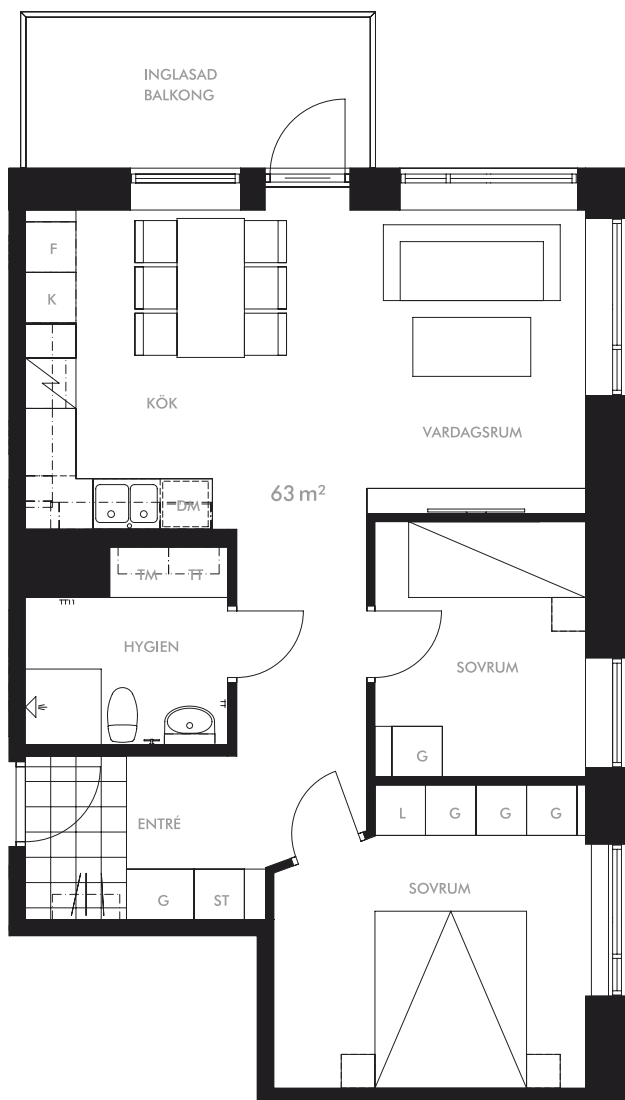 INGLASAD
BALKONG
F
K
KÖK
VARDAGSRUM
63 m²
DM
TM TT
HYGIEN
SOVRUM
G
ENTRÉ
L G G G
G ST
SOVRUM